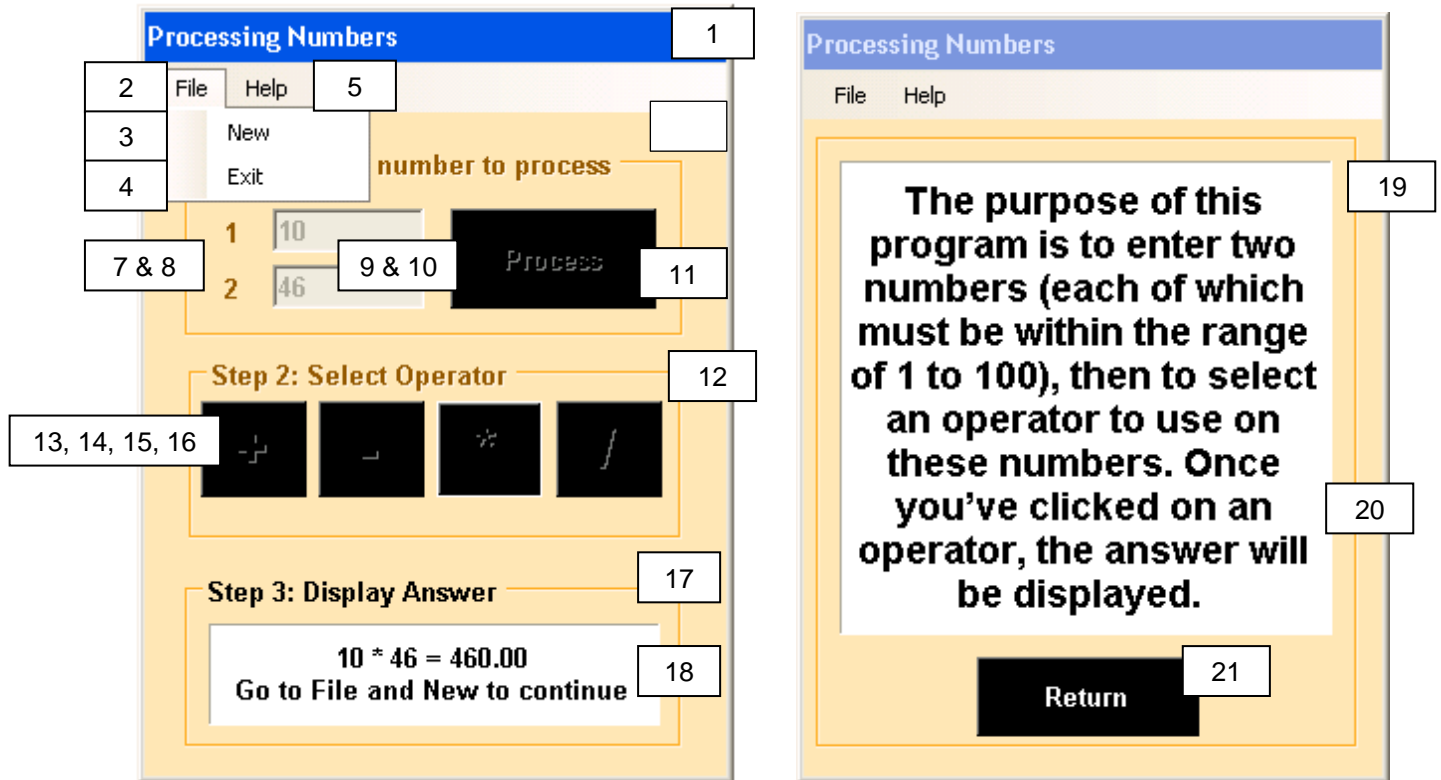 Processing Numbers
1
2
File
Help
5
3
New
4
Exit
number to process
1
10
7 & 8
9 & 10
Process
11
2
46
Step 2: Select Operator
12
13, 14, 15, 16
+
-
*
/
17
Step 3: Display Answer
10 * 46 = 460.00
18
Go to File and New to continue
Processing Numbers
File
Help
19
The purpose of this
program is to enter two
numbers (each of which
must be within the range
of 1 to 100), then to select
an operator to use on
these numbers. Once
you’ve clicked on an
20
operator, the answer will
be displayed.
21
Return